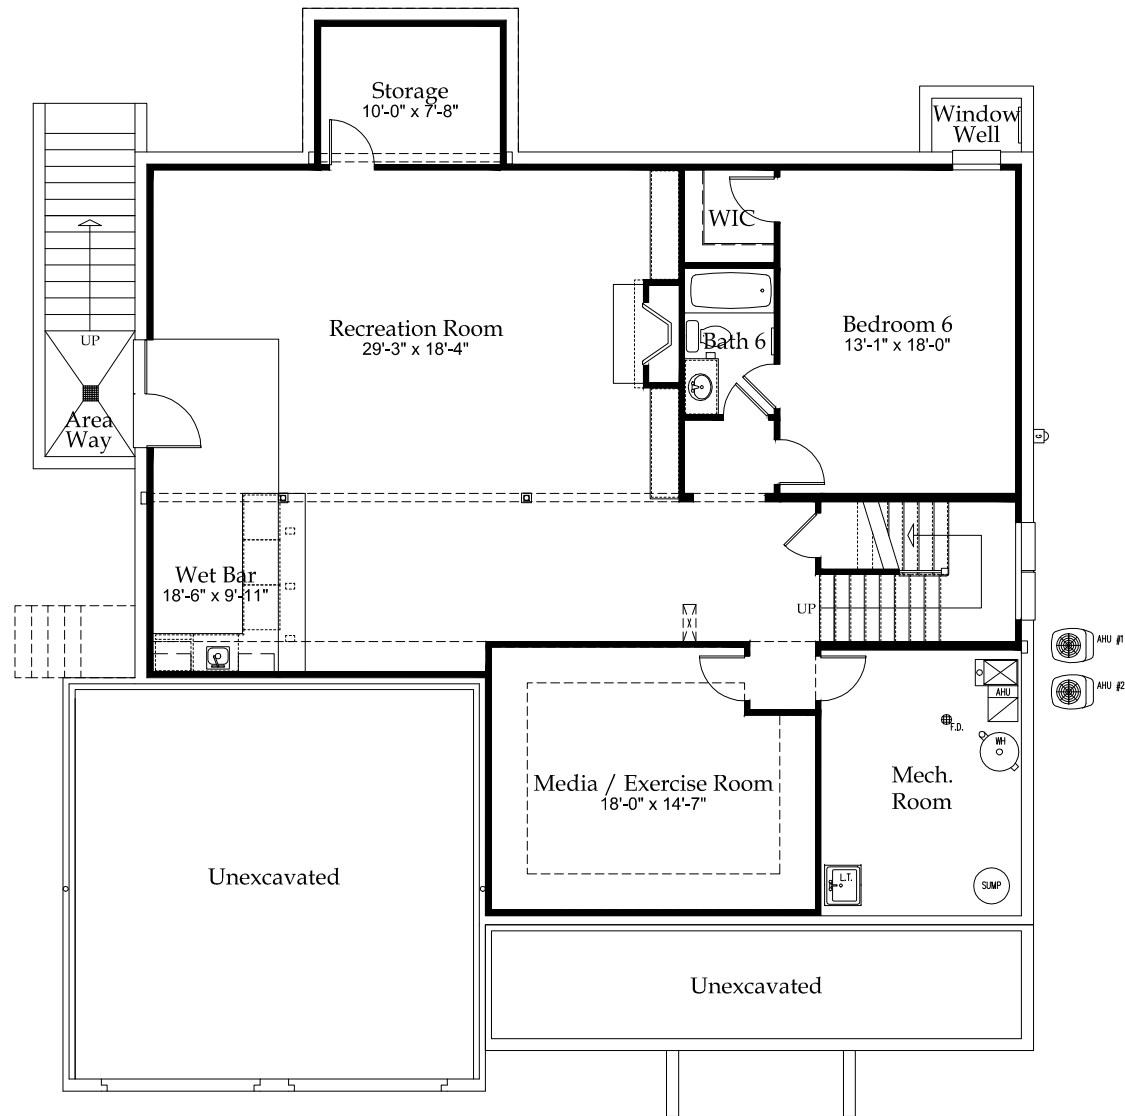 Storage
10'-0" x 7'-8"
Window
Well
WIC
Recreation Room
29'-3" x 18'-4"
Bath 6
Bedroom 6
13'-1" x 18'-0"
UP
Area
Way
G
Wet Bar
18'-6" x 9'-11"
UP
AHU #1
AHU #2
AHU
F.D.
WH
Media / Exercise Room
18'-0" x 14'-7"
Mech.
Room
Unexcavated
L.T.
SUMP
Unexcavated